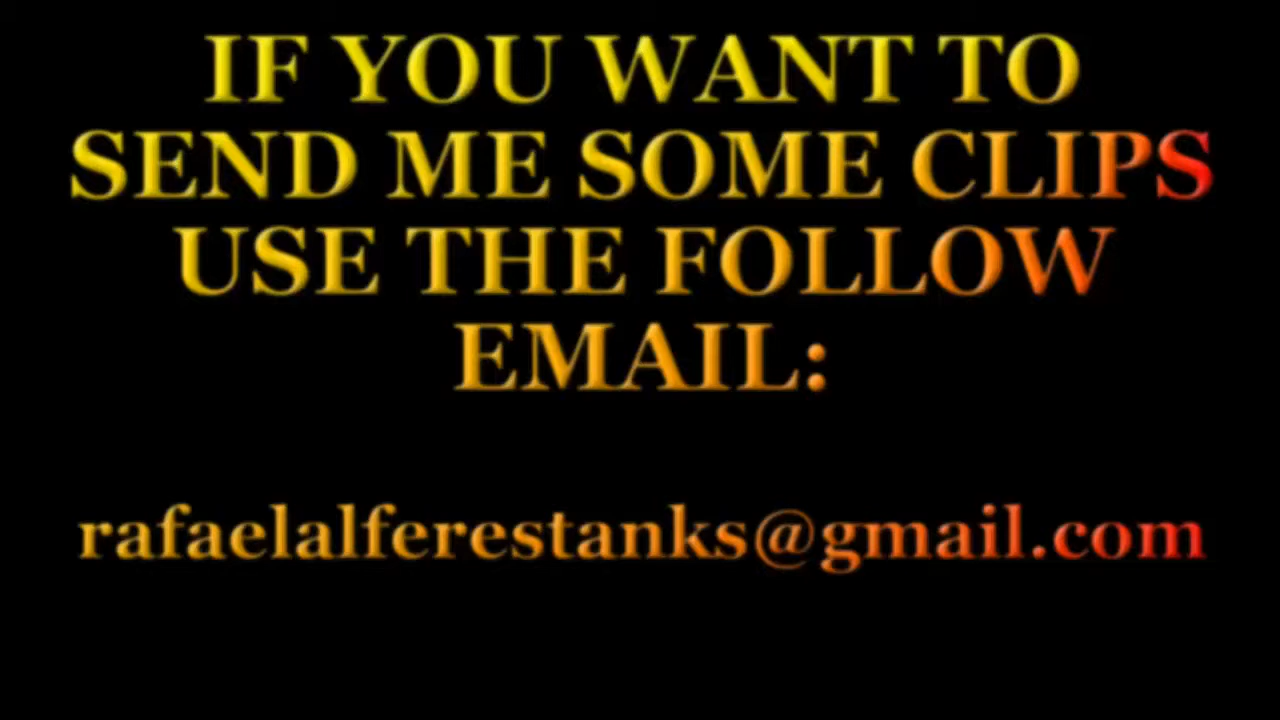 IF YOU WANT TO
SEND ME SOME CLIPS
USE THE FOLLOW
EMAIL:
rafaelalferestanks@gmail.com